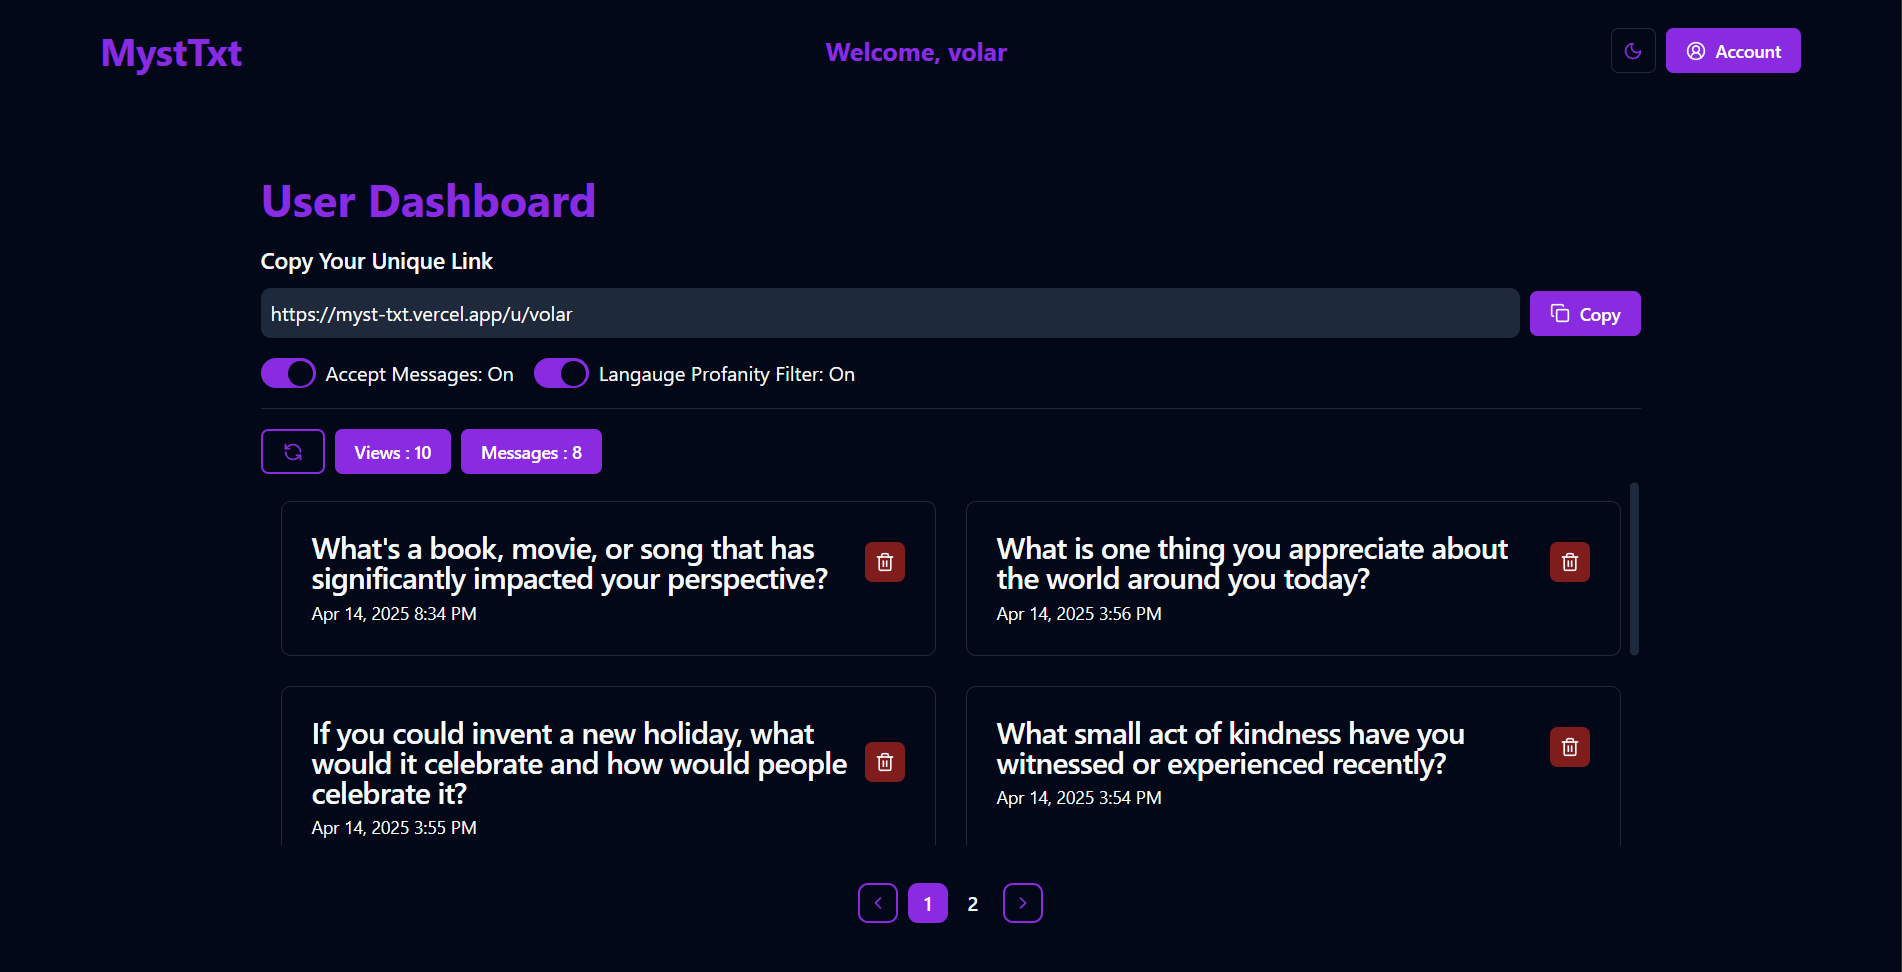 MystTxt
Welcome, volar
Account
User Dashboard
Copy Your Unique Link
https://myst-txt.vercel.app/u/volar
Copy
Accept Messages: On
Langauge Profanity Filter: On
Views : 10
Messages : 8
What's a book, movie, or song that has
significantly impacted your perspective?
Apr 14, 2025 8:34 PM
What is one thing you appreciate about
the world around you today?
Apr 14, 2025 3:56 PM
If you could invent a new holiday, what
would it celebrate and how would people
celebrate it?
Apr 14, 2025 3:55 PM
What small act of kindness have you
witnessed or experienced recently?
Apr 14, 2025 3:54 PM
1
2